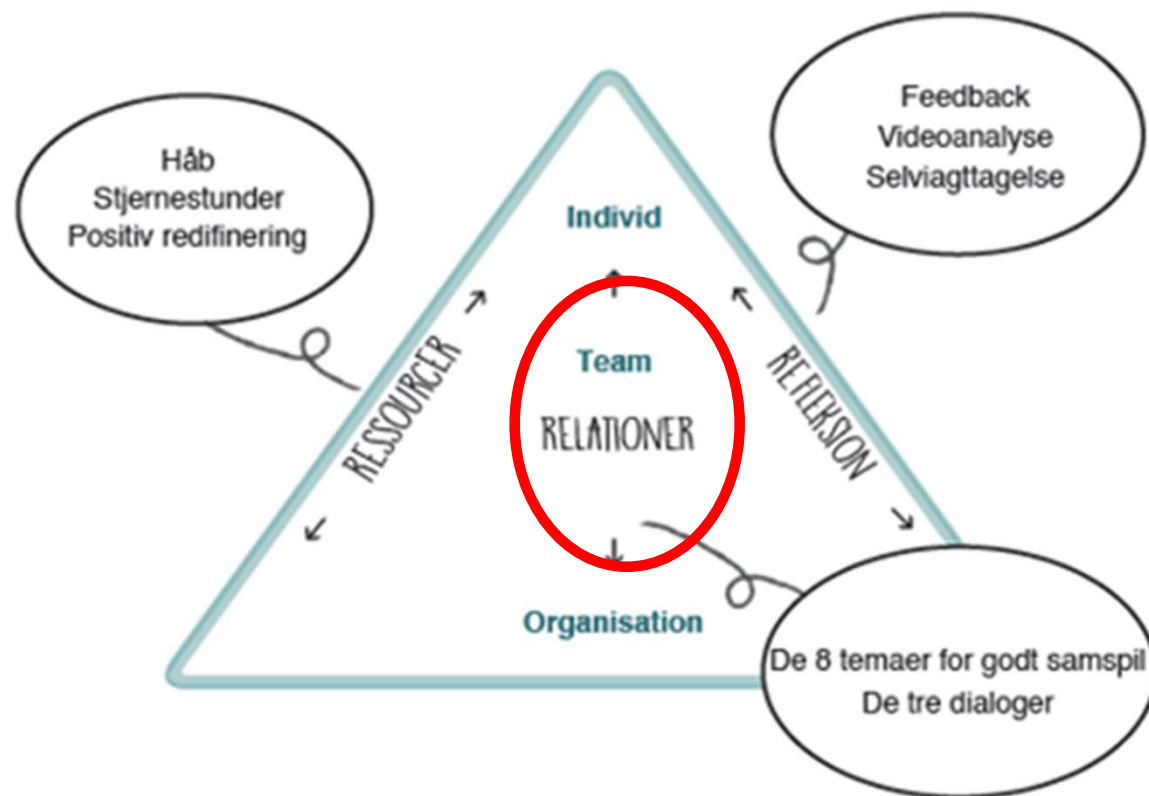 Håb
Stjernestunder
Positiv redifinering
Feedback
Videoanalyse
Selviagttagelse
Individ
Team
RELATIONER
RESSOURCER
REFLEKSION
Organisation
De 8 temaer for godt samspil
De tre dialoger